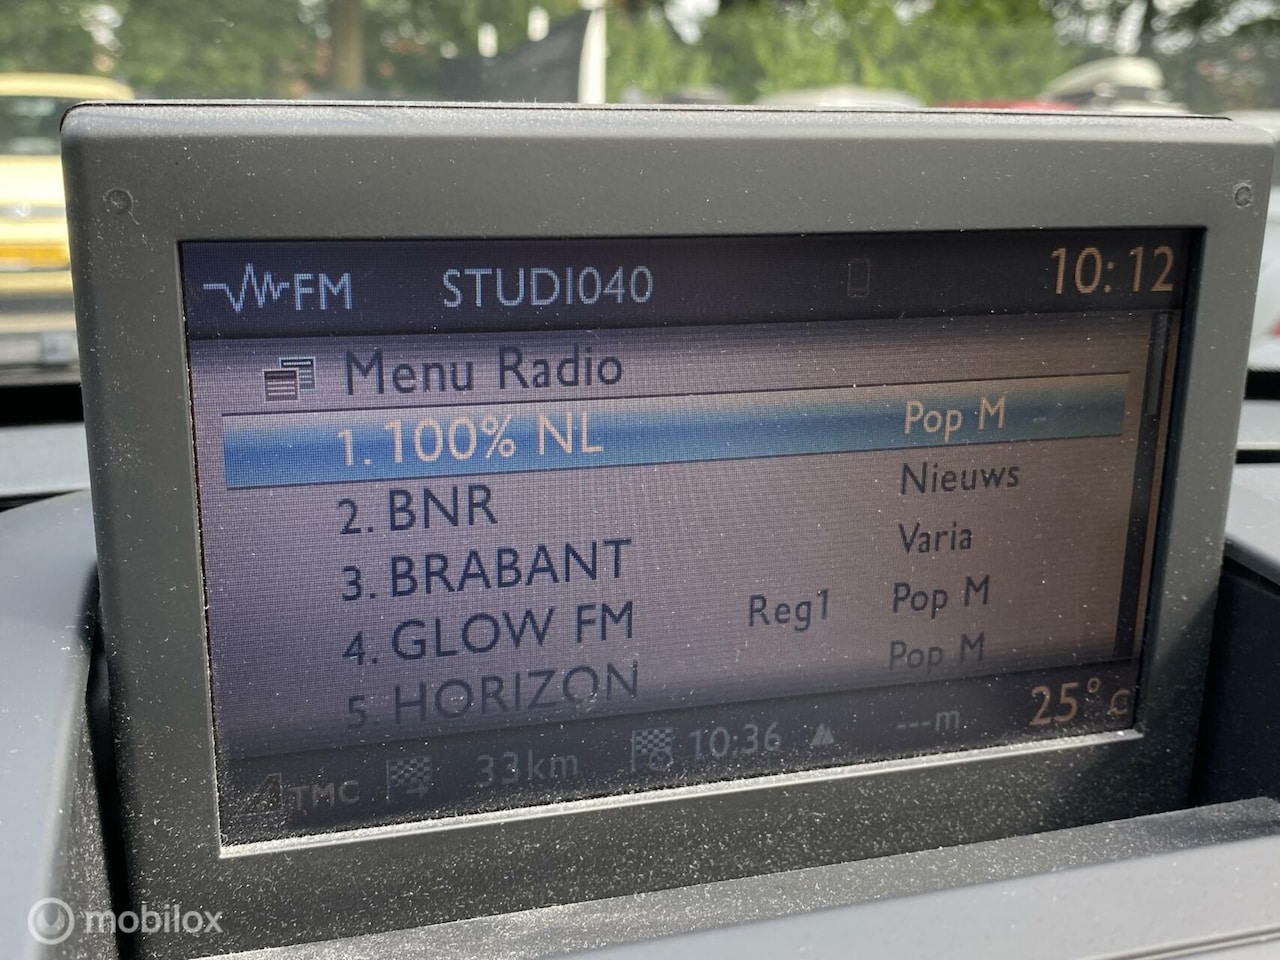 FM STUDIO40 10:12
Menu Radio
1. 100% NL Pop M
2. BNR Nieuws
3. BRABANT Varia
4. GLOW FM Reg1 Pop M
5. HORIZON Pop M
TMC 33km 10:36 ---m 25°C
mobilox